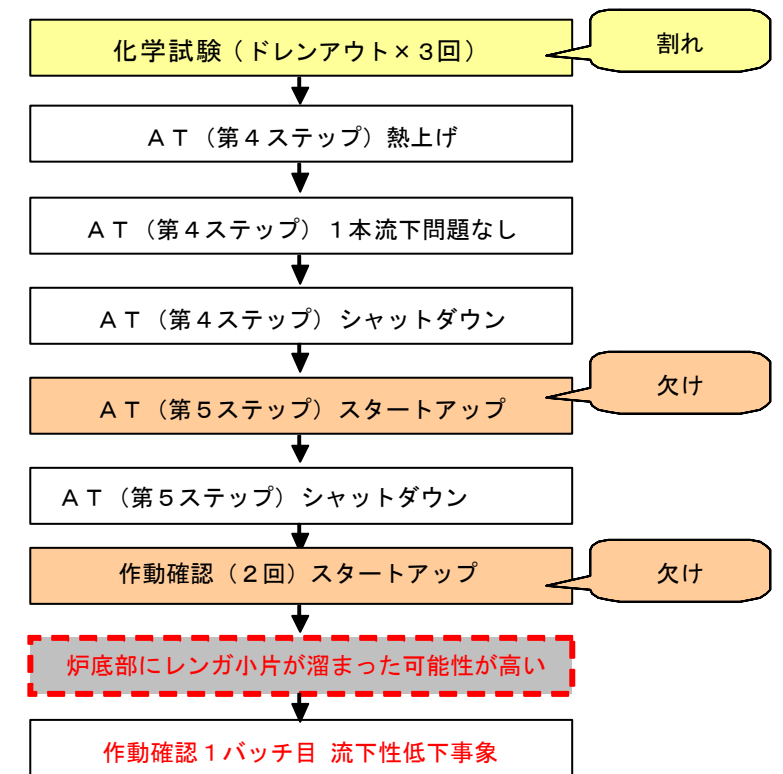 化学試験（ドレンアウト×３回）
割れ
ＡＴ（第４ステップ）熱上げ
ＡＴ（第４ステップ）１本流下問題なし
ＡＴ（第４ステップ）シャットダウン
ＡＴ（第５ステップ）スタートアップ
欠け
ＡＴ（第５ステップ）シャットダウン
作動確認（２回）スタートアップ
欠け
炉底部にレンガ小片が溜まった可能性が高い
作動確認１バッチ目 流下性低下事象